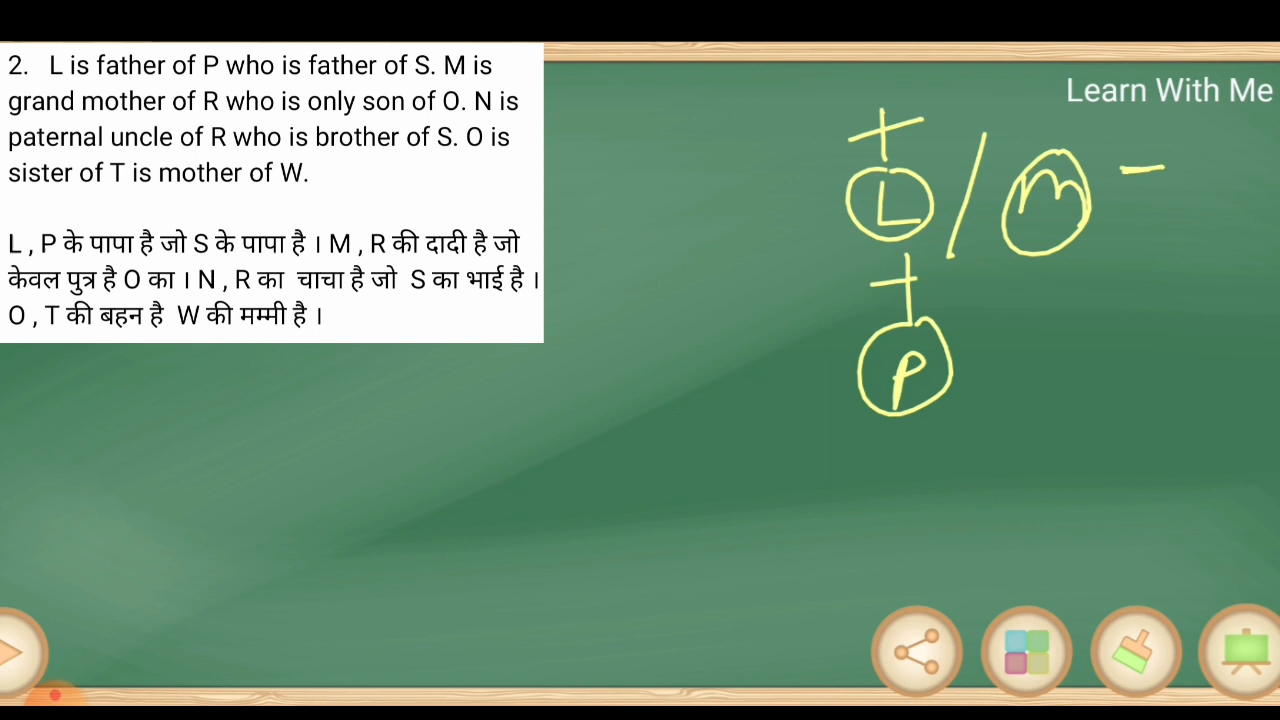 2. L is father of P who is father of S. M is
grand mother of R who is only son of O. N is
paternal uncle of R who is brother of S. O is
sister of T is mother of W.
L , P के पापा है जो S के पापा है । M , R की दादी है जो
केवल पुत्र है O का । N , R का चाचा है जो S का भाई है ।
O , T की बहन है W की मम्मी है ।
Learn With Me
+
L / m -
+
P